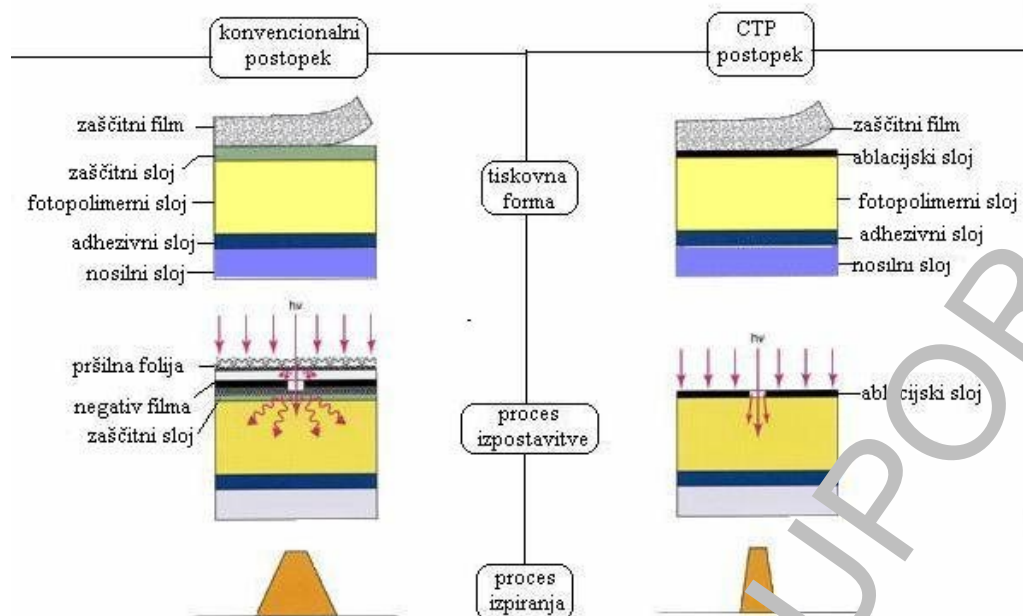 konvencionalni
postopek
CTP
postopek
zaščitni film
zaščitni sloj
fotopolimerni sloj
adhezivni sloj
nosilni sloj
tiskovna
forma
zaščitni film
ablacijski sloj
fotopolimerni sloj
adhezivni sloj
nosilni sloj
hv
pršilna folija
negativ filma
zaščitni sloj
proces
izpostavitve
hv
ablacijski sloj
proces
izpiranja
UPOR